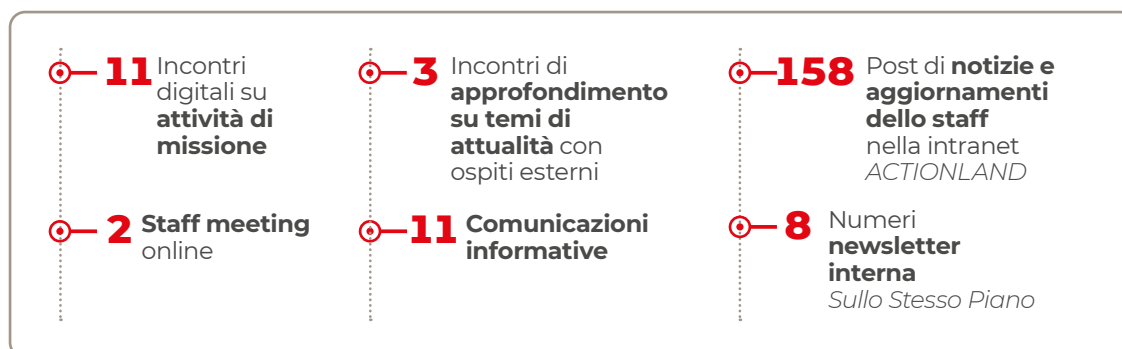 11 Incontri
digitali su
attività di
missione
2 Staff meeting
online
3 Incontri di
approfondimento
su temi di
attualità con
ospiti esterni
11 Comunicazioni
informative
158 Post di notizie e
aggiornamenti
dello staff
nella intranet
ACTIONLAND
8 Numeri
newsletter
interna
Sullo Stesso Piano